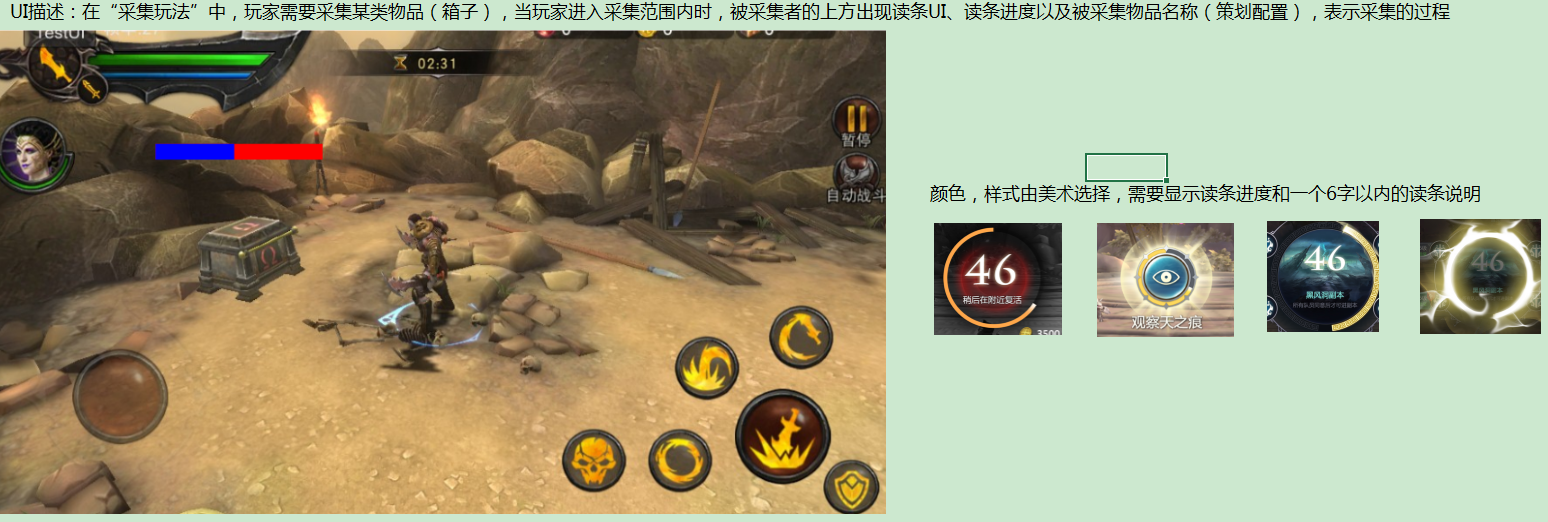 UI描述：在“采集玩法”中，玩家需要采集某类物品（箱子），当玩家进入采集范围内时，被采集者的上方出现读条UI、读条进度以及被采集物品名称（策划配置），表示采集的过程
TestUI
02:31
暂停
自动战斗
颜色，样式由美术选择，需要显示读条进度和一个6字以内的读条说明
46
稍后在附近复活
3500
观察天之痕
46
黑风洞副本
46